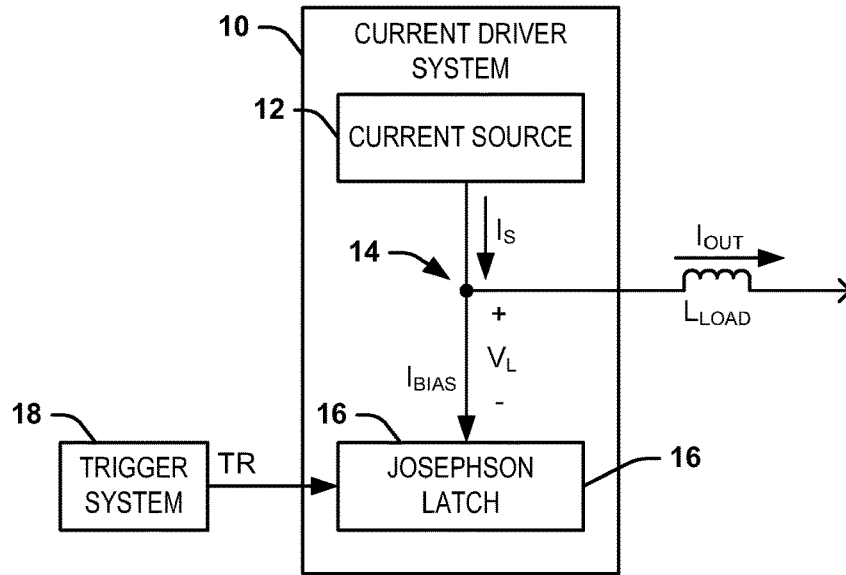 10
CURRENT DRIVER
SYSTEM
12
CURRENT SOURCE
I_S
14
I_OUT
L_LOAD
+
V_L
-
I_BIAS
18
16
16
TRIGGER
SYSTEM
TR
JOSEPHSON
LATCH